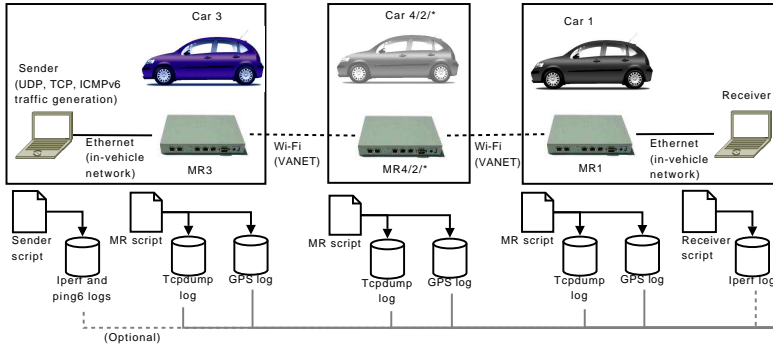 Car 3
Car 4/2/*
Car 1
Sender
(UDP, TCP, ICMPv6
traffic generation)
Receiver
Ethernet
(in-vehicle
network)
MR3
Wi-Fi
(VANET)
MR4/2/*
Wi-Fi
(VANET)
MR1
Ethernet
(in-vehicle
network)
Sender
script
Iperf and
ping6 logs
MR script
Tcpdump
log
GPS log
MR script
Tcpdump
log
GPS log
MR script
Tcpdump
log
GPS log
Receiver
script
Iperf log
(Optional)